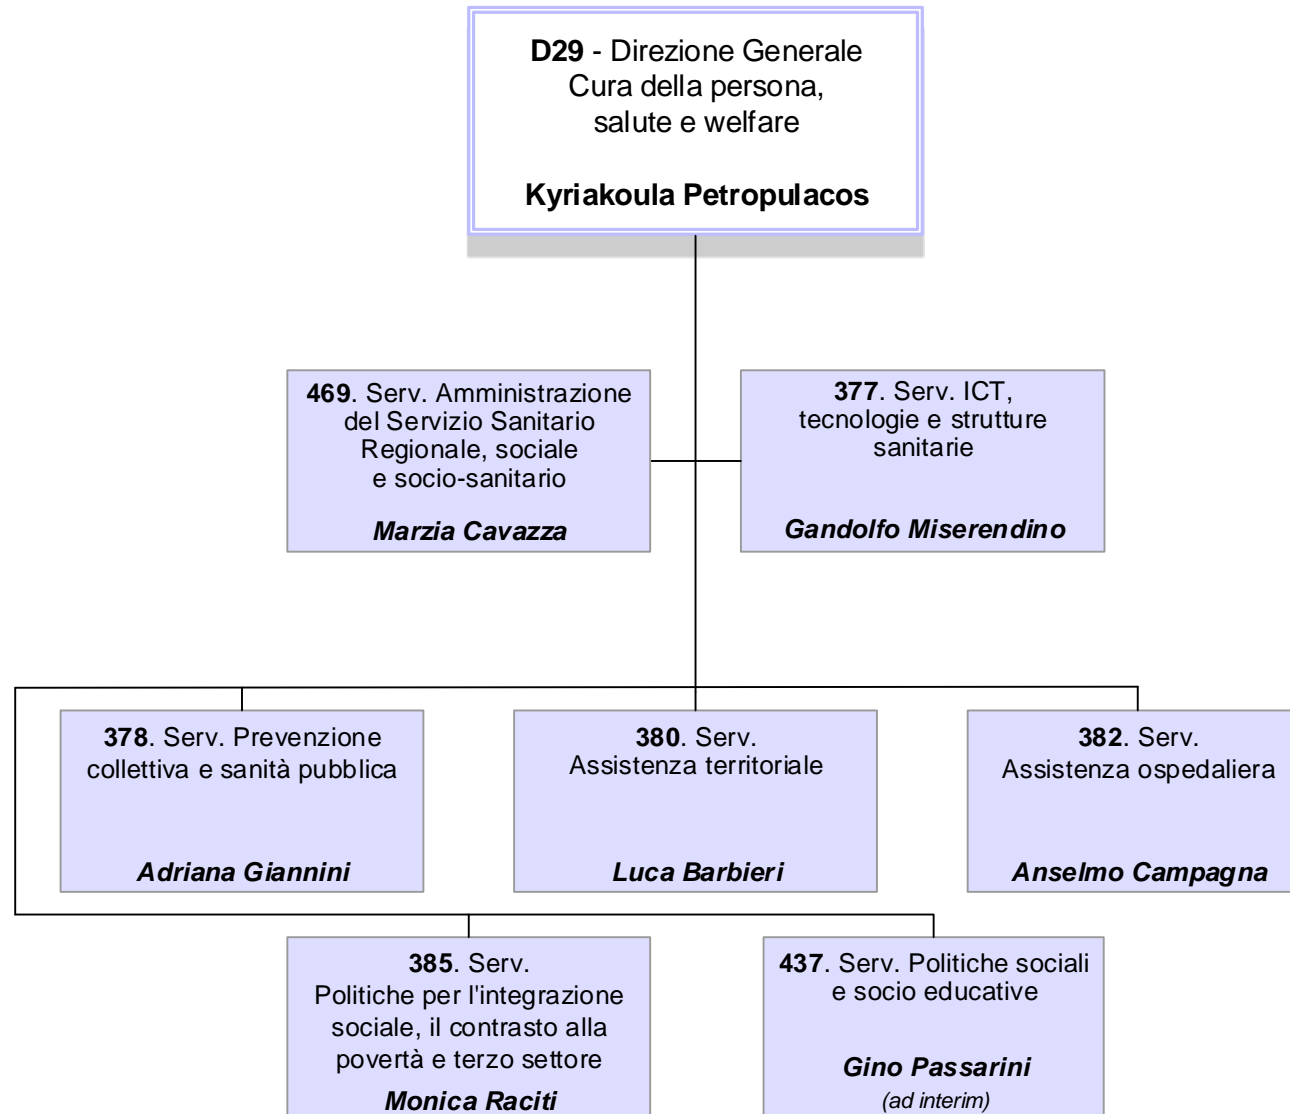 D29 - Direzione Generale
Cura della persona,
salute e welfare
Kyriakoula Petropulacos
469. Serv. Amministrazione
del Servizio Sanitario
Regionale, sociale
e socio-sanitario
Marzia Cavazza
377. Serv. ICT,
tecnologie e strutture
sanitarie
Gandolfo Miserendino
378. Serv. Prevenzione
collettiva e sanità pubblica
Adriana Giannini
380. Serv.
Assistenza territoriale
Luca Barbieri
382. Serv.
Assistenza ospedaliera
Anselmo Campagna
385. Serv.
Politiche per l'integrazione
sociale, il contrasto alla
povertà e terzo settore
Monica Raciti
437. Serv. Politiche sociali
e socio educative
Gino Passarini
(ad interim)